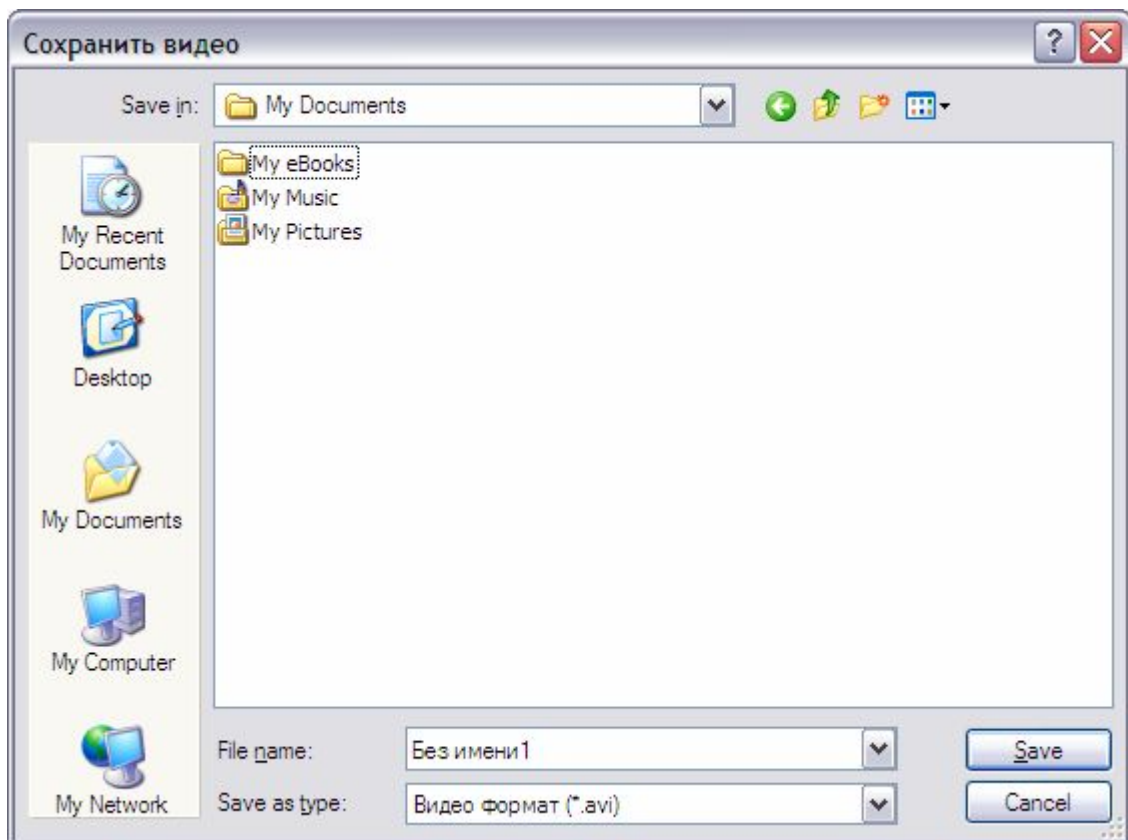 Сохранить видео
Save in:
My Documents
My eBooks
My Music
My Pictures
My Recent
Documents
Desktop
My Documents
My Computer
My Network
File name:
Без имени1
Save
Save as type:
Видео формат (*.avi)
Cancel